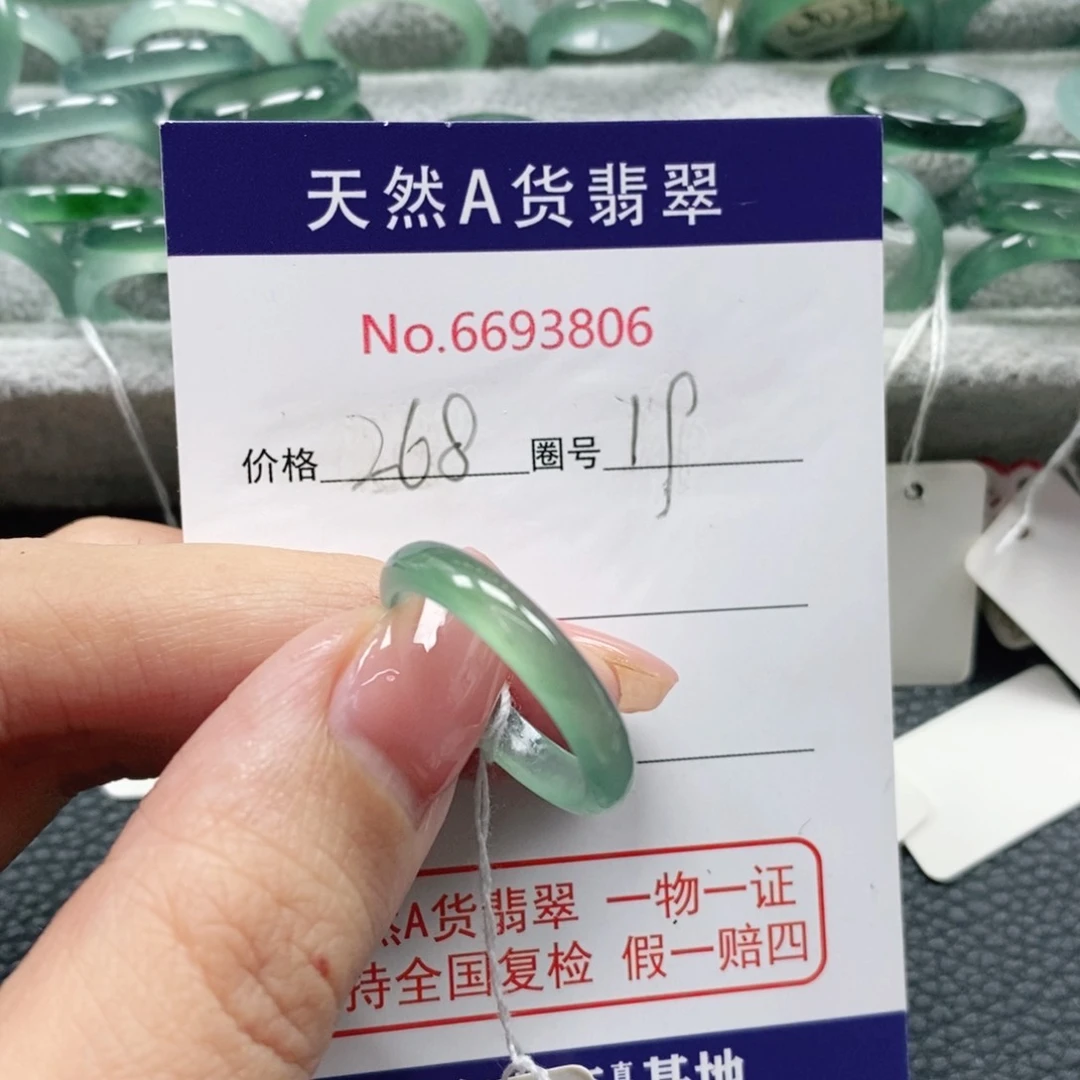 天然A货翡翠
No.6693806
价格 268 圈号
A货翡翠 一物一证
持全国复检 假一赔四
基地